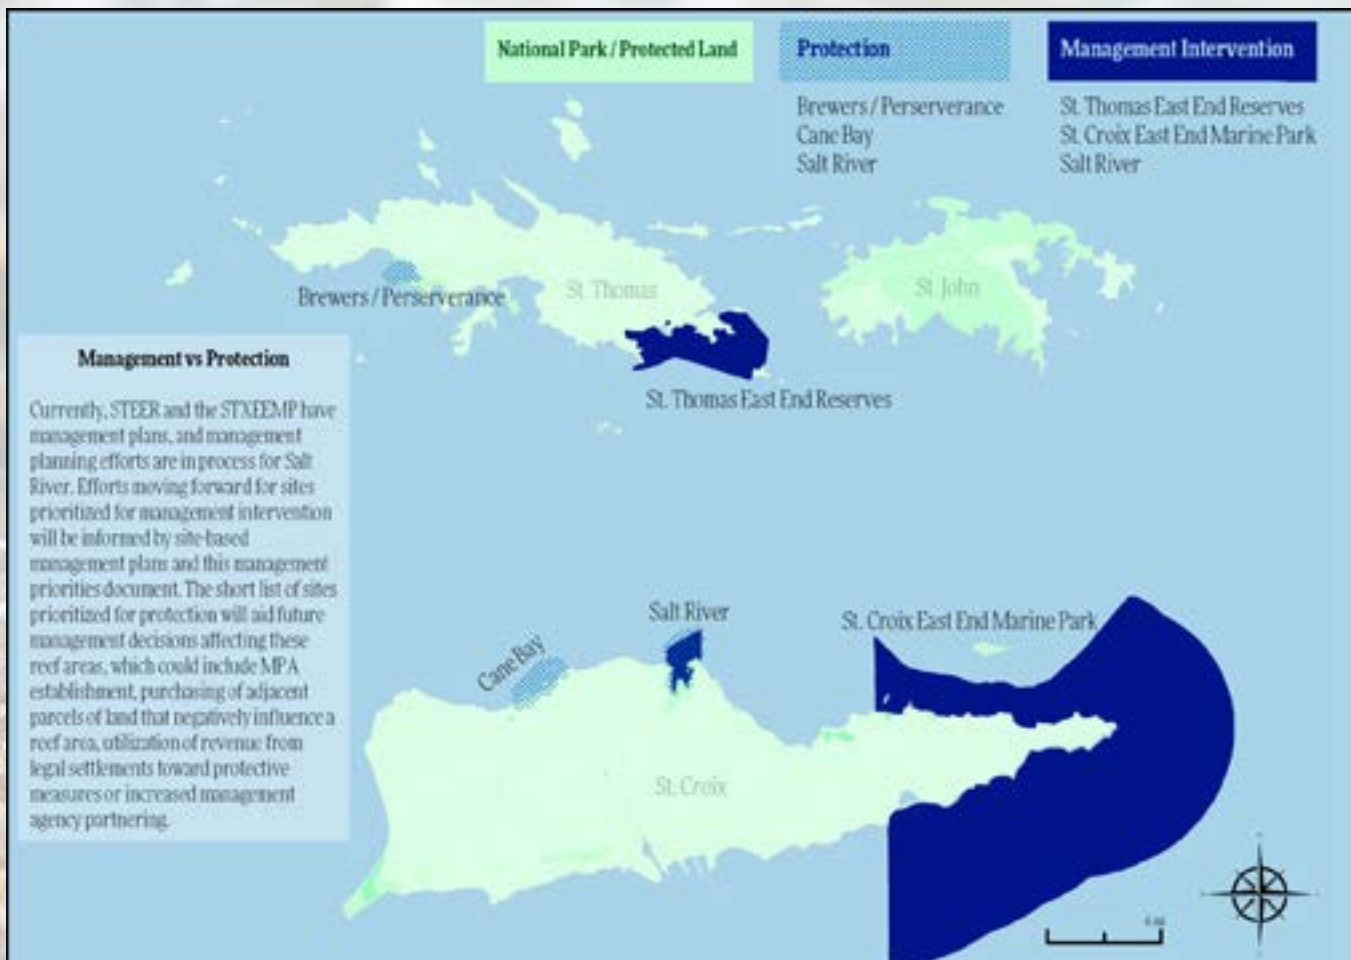 National Park / Protected Land
Protection
Management Intervention
Brewers / Perserverance
Cane Bay
Salt River
St. Thomas East End Reserves
St. Croix East End Marine Park
Salt River
St. Thomas
St. John
Brewers / Perserverance
St. Thomas East End Reserves
Management vs Protection
Currently, STEER and the STXEEMP have
management plans, and management
planning efforts are in process for Salt
River. Efforts moving forward for sites
prioritized for management intervention
will be informed by site-based
management plans and this management
priorities document. The short list of sites
prioritized for protection will aid future
management decisions affecting these
reef areas, which could include MPA
establishment, purchasing of adjacent
parcels of land that negatively influence a
reef area, utilization of revenue from
legal settlements toward protective
measures or increased management
agency partnering.
Cane Bay
Salt River
St. Croix East End Marine Park
St. Croix